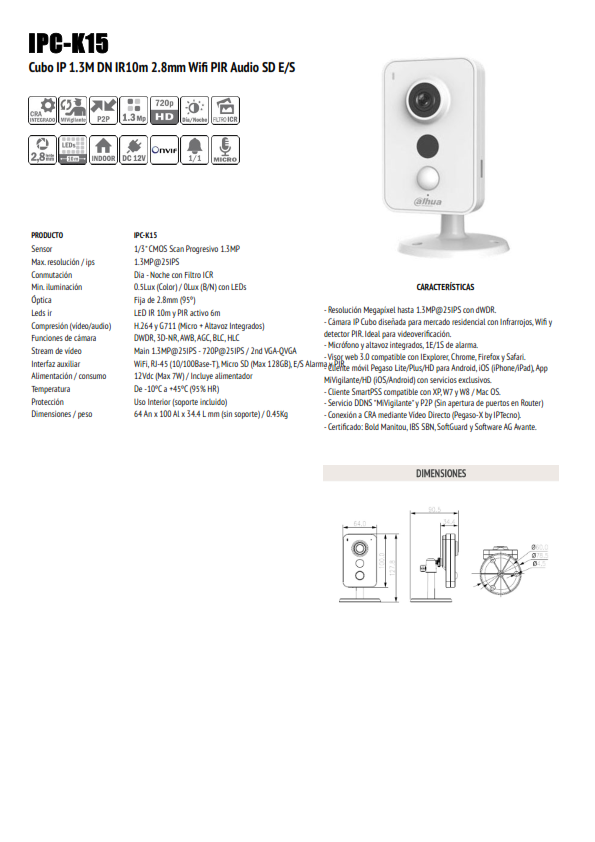 IPC-K15
Cubo IP 1.3M DN IR10m 2.8mm Wifi PIR Audio SD E/S
CRA INTEGRADO
MiVigilante
P2P
1.3 Mp
720p HD
Día/Noche
FILTRO ICR
2,8
LEDs 10m
INDOOR
DC 12V
ONVIF
1/1
MICRO
alhua
PRODUCTO IPC-K15
Sensor 1/3" CMOS Scan Progresivo 1.3MP
Max. resolución / ips 1.3MP@25IPS
Conmutación Dia - Noche con Filtro ICR
Min. iluminación 0.5Lux (Color) / 0Lux (B/N) con LEDs
Óptica Fija de 2.8mm (95º)
Leds ir LED IR 10m y PIR activo 6m
Compresión (vídeo/audio) H.264 y G711 (Micro + Altavoz Integrados)
Funciones de cámara DWDR, 3D-NR, AWB, AGC, BLC, HLC
Stream de vídeo Main 1.3MP@25IPS - 720P@25IPS / 2nd VGA-QVGA
Interfaz auxiliar WiFi, RJ-45 (10/100Base-T), Micro SD (Max 128GB), E/S Alarma y PIR
Alimentación / consumo 12Vdc (Max 7W) / Incluye alimentador
Temperatura De -10ºC a +45ºC (95% HR)
Protección Uso Interior (soporte incluido)
Dimensiones / peso 64 An x 100 Al x 34.4 L mm (sin soporte) / 0.45Kg
CARACTERÍSTICAS
- Resolución Megapíxel hasta 1.3MP@25IPS con dWDR.
- Cámara IP Cubo diseñada para mercado residencial con Infrarrojos, Wifi y
detector PIR. Ideal para videoverificación.
- Micrófono y altavoz integrados, 1E/1S de alarma.
- Visor web 3.0 compatible con IExplorer, Chrome, Firefox y Safari.
- Cliente móvil Pegaso Lite/Plus/HD para Android, iOS (iPhone/iPad), App
MiVigilante/HD (iOS/Android) con servicios exclusivos.
- Cliente SmartPSS compatible con XP, W7 y W8 / Mac OS.
- Servicio DDNS "MiVigilante" y P2P (Sin apertura de puertos en Router)
- Conexión a CRA mediante Vídeo Directo (Pegaso-X by IPTecno).
- Certificado: Bold Manitou, IBS SBN, SoftGuard y Software AG Avante.
DIMENSIONES
64.0
100.0